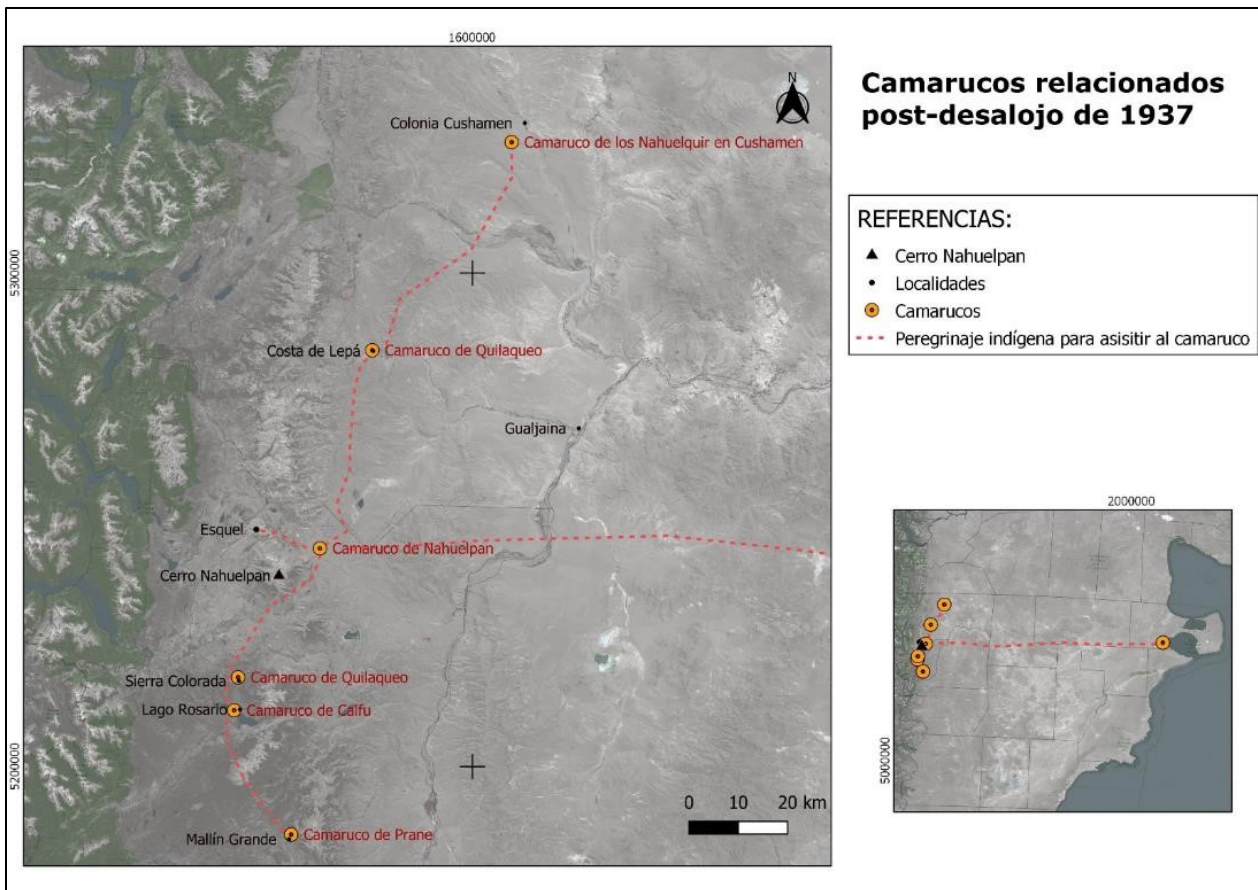 1600000
N
Camarucos relacionados
post-desalojo de 1937
Colonia Cushamen
Camaruco de los Nahuelquir en Cushamen
REFERENCIAS:
Cerro Nahuelpan
Localidades
Camarucos
Peregrinaje indígena para asisitir al camaruco
5300000
Costa de Lepá
Camaruco de Quilaqueo
Gualjaina
Esquel
Camaruco de Nahuelpan
Cerro Nahuelpan
2000000
Sierra Colorada
Camaruco de Quilaqueo
Lago Rosario
Camaruco de Calfu
5200000
5000000
0 10 20 km
Mallín Grande
Camaruco de Prane